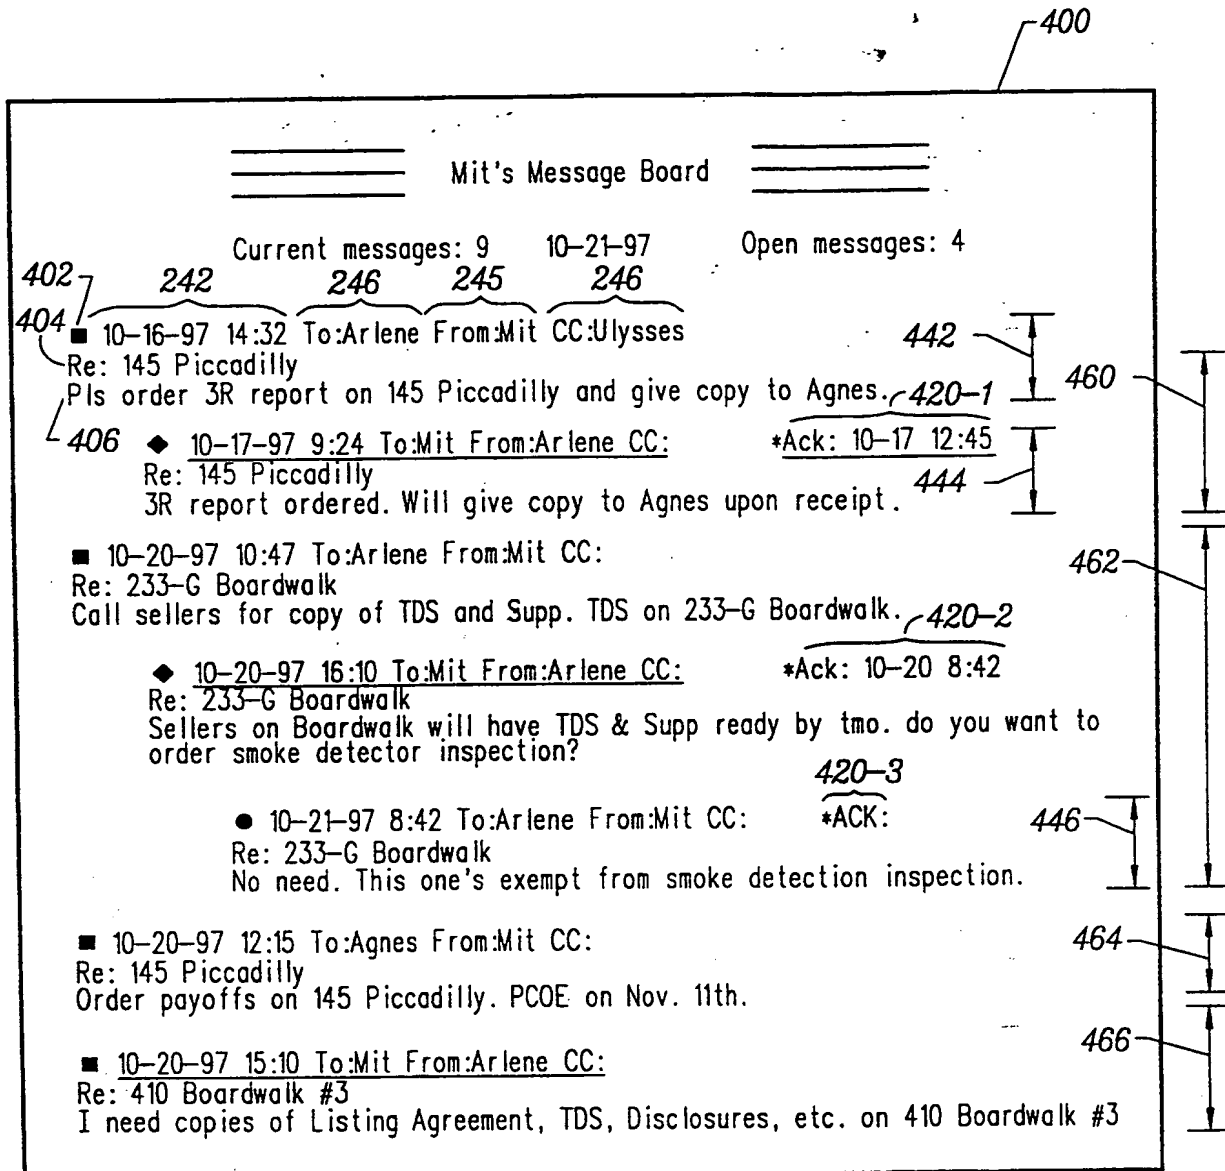 400
Mit's Message Board
Current messages: 9 10-21-97 Open messages: 4
402 242 246 245 246
404 ■ 10-16-97 14:32 To:Arlene From:Mit CC:Ulysses 442
Re: 145 Piccadilly 460
Pls order 3R report on 145 Piccadilly and give copy to Agnes. 420-1
406 ◆ 10-17-97 9:24 To:Mit From:Arlene CC: *Ack: 10-17 12:45
Re: 145 Piccadilly 444
3R report ordered. Will give copy to Agnes upon receipt.
■ 10-20-97 10:47 To:Arlene From:Mit CC: 462
Re: 233-G Boardwalk
Call sellers for copy of TDS and Supp. TDS on 233-G Boardwalk. 420-2
◆ 10-20-97 16:10 To:Mit From:Arlene CC: *Ack: 10-20 8:42
Re: 233-G Boardwalk
Sellers on Boardwalk will have TDS & Supp ready by tmo. do you want to
order smoke detector inspection?
420-3
● 10-21-97 8:42 To:Arlene From:Mit CC: *ACK: 446
Re: 233-G Boardwalk
No need. This one's exempt from smoke detection inspection.
■ 10-20-97 12:15 To:Agnes From:Mit CC: 464
Re: 145 Piccadilly
Order payoffs on 145 Piccadilly. PCOE on Nov. 11th.
■ 10-20-97 15:10 To:Mit From:Arlene CC: 466
Re: 410 Boardwalk #3
I need copies of Listing Agreement, TDS, Disclosures, etc. on 410 Boardwalk #3